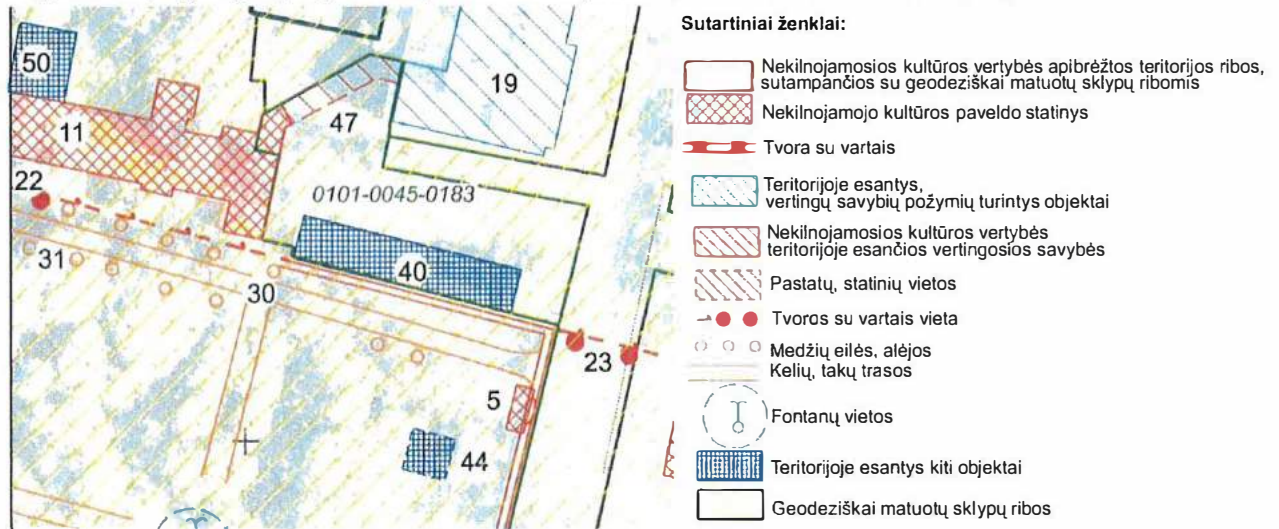 50
19
47
11
22
0101-0045-0183
31
40
30
23
5
44
Sutartiniai ženklai:
Nekilnojamosios kultūros vertybės apibrėžtos teritorijos ribos,
sutampančios su geodeziškai matuotų sklypų ribomis
Nekilnojamojo kultūros paveldo statinys
Tvora su vartais
Teritorijoje esantys,
vertingų savybių požymių turintys objektai
Nekilnojamosios kultūros vertybės
teritorijoje esančios vertingosios savybės
Pastatų, statinių vietos
Tvoros su vartais vieta
Medžių eilės, alėjos
Kelių, takų trasos
Fontanų vietos
Teritorijoje esantys kiti objektai
Geodeziškai matuotų sklypų ribos